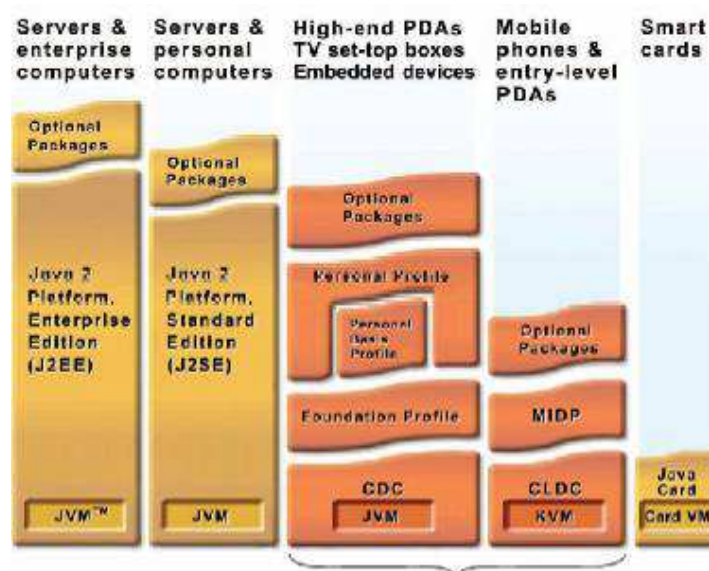 Servers &
enterprise
computers
Servers &
personal
computers
High-end PDAs
TV set-top boxes
Embedded devices
Mobile
phones &
entry-level
PDAs
Smart
cards
Optional
Packages
Java 2
Platform,
Enterprise
Edition
(J2EE)
JVM™
Optional
Packages
Java 2
Platform,
Standard
Edition
(J2SE)
JVM
Optional
Packages
Personal Profile
Personal
Basis
Profile
Foundation Profile
CDC
JVM
Optional
Packages
MIDP
CLDC
KVM
Java
Card
Card VM